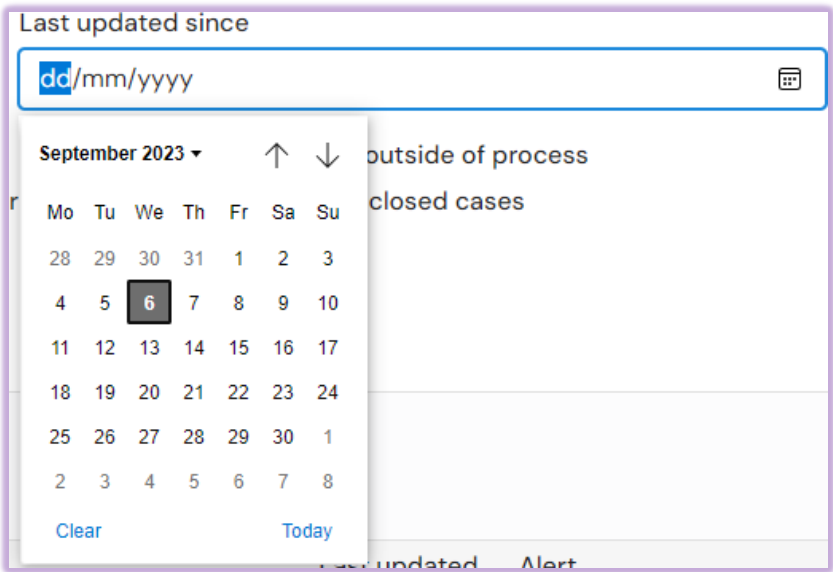 Last updated since
dd/mm/yyyy
September 2023
outside of process
r closed cases
Mo Tu We Th Fr Sa Su
28 29 30 31 1 2 3
4 5 6 7 8 9 10
11 12 13 14 15 16 17
18 19 20 21 22 23 24
25 26 27 28 29 30 1
2 3 4 5 6 7 8
Clear Today
Last updated Alert